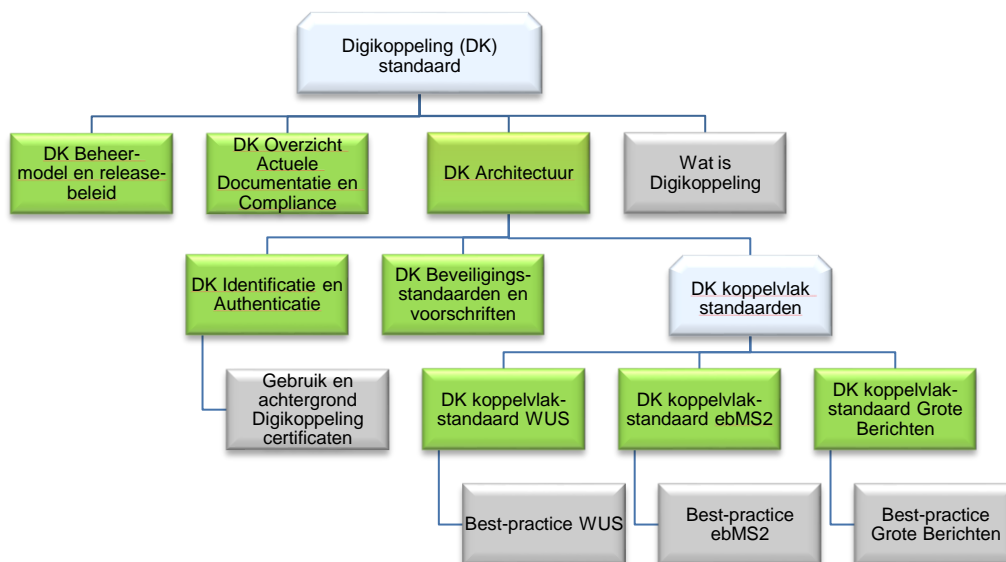 Digikoppeling (DK)
standaard
DK Beheer-
model en release-
beleid
DK Overzicht
Actuele
Documentatie en
Compliance
DK Architectuur
Wat is
Digikoppeling
DK Identificatie en
Authenticatie
DK Beveiligings-
standaarden en
voorschriften
DK koppelvlak
standaarden
Gebruik en
achtergrond
Digikoppeling
certificaten
DK koppelvlak-
standaard WUS
DK koppelvlak-
standaard ebMS2
DK koppelvlak-
standaard Grote
Berichten
Best-practice WUS
Best-practice
ebMS2
Best-practice
Grote Berichten